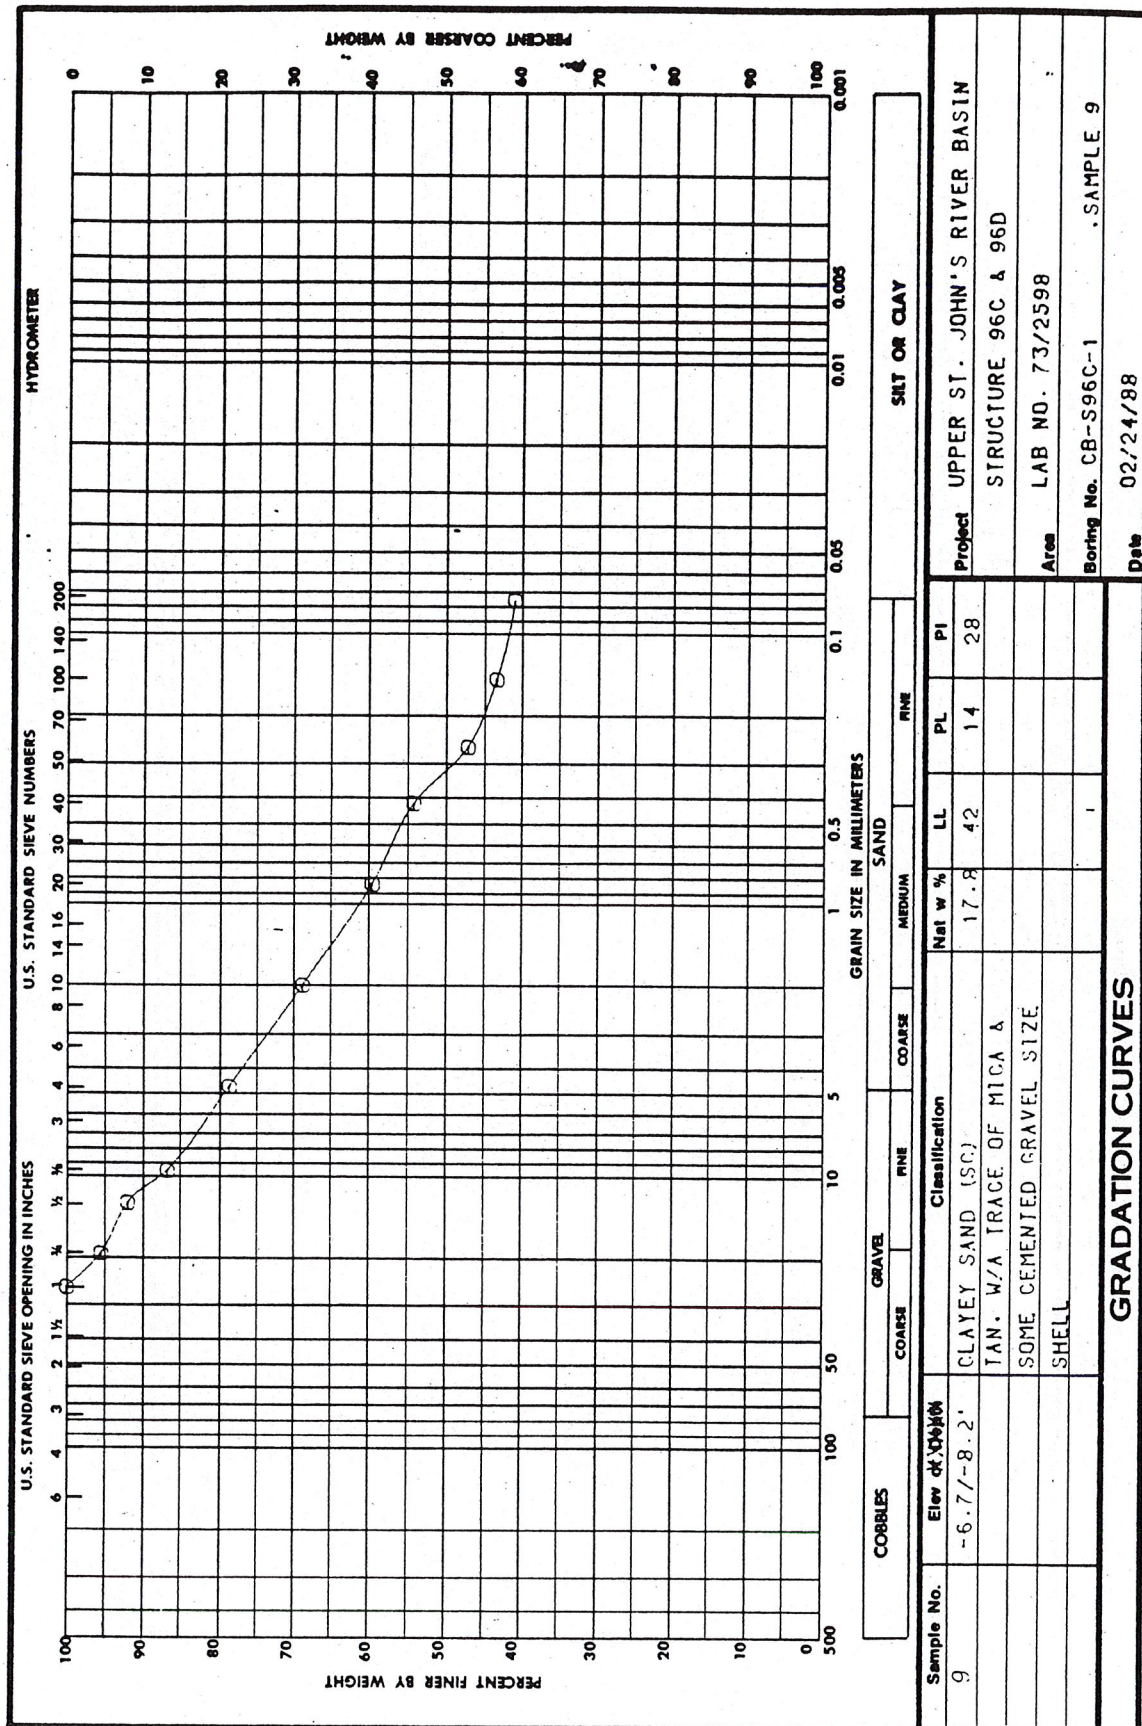 U.S. STANDARD SIEVE OPENING IN INCHES U.S. STANDARD SIEVE NUMBERS HYDROMETER
6 4 3 2 1½ 1 ¾ ½ ⅜ 3 4 6 8 10 14 16 20 30 40 50 70 100 140 200
PERCENT FINER BY WEIGHT
100
90
80
70
60
50
40
30
20
10
0
PERCENT COARSER BY WEIGHT
0
10
20
30
40
50
60
70
80
90
100
500 100 50 10 5 1 0.5 0.1 0.05 0.01 0.005 0.001
GRAIN SIZE IN MILLIMETERS
COBBLES GRAVEL SAND SILT OR CLAY
COARSE FINE COARSE MEDIUM FINE
Sample No. Elev or Classification Nat w % LL PL PI
9 -6.7/-8.2' CLAYEY SAND (SC) 17.8 42 14 28
TAN. W/A TRACE OF MICA &
SOME CEMENTED GRAVEL SIZE
SHELL
Project UPPER ST. JOHN'S RIVER BASIN
STRUCTURE 96C & 96D
Area LAB NO. 73/2598
Boring No. CB-S96C-1 .SAMPLE 9
Date 02/24/88
GRADATION CURVES